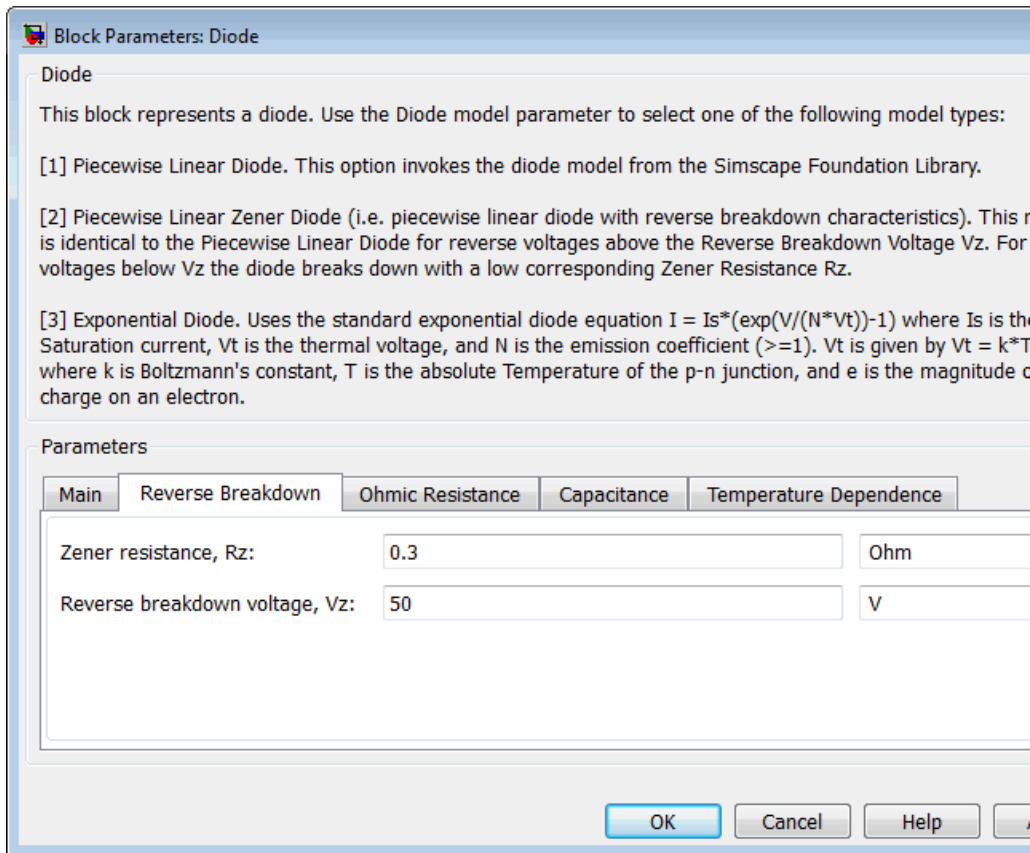 Block Parameters: Diode
Diode
This block represents a diode. Use the Diode model parameter to select one of the following model types:
[1] Piecewise Linear Diode. This option invokes the diode model from the Simscape Foundation Library.
[2] Piecewise Linear Zener Diode (i.e. piecewise linear diode with reverse breakdown characteristics). This
is identical to the Piecewise Linear Diode for reverse voltages above the Reverse Breakdown Voltage Vz. For
voltages below Vz the diode breaks down with a low corresponding Zener Resistance Rz.
[3] Exponential Diode. Uses the standard exponential diode equation I = Is*(exp(V/(N*Vt))-1) where Is is the
Saturation current, Vt is the thermal voltage, and N is the emission coefficient (>=1). Vt is given by Vt = k*T
where k is Boltzmann's constant, T is the absolute Temperature of the p-n junction, and e is the magnitude
charge on an electron.
Parameters
Main Reverse Breakdown Ohmic Resistance Capacitance Temperature Dependence
Zener resistance, Rz: 0.3 Ohm
Reverse breakdown voltage, Vz: 50 V
OK Cancel Help